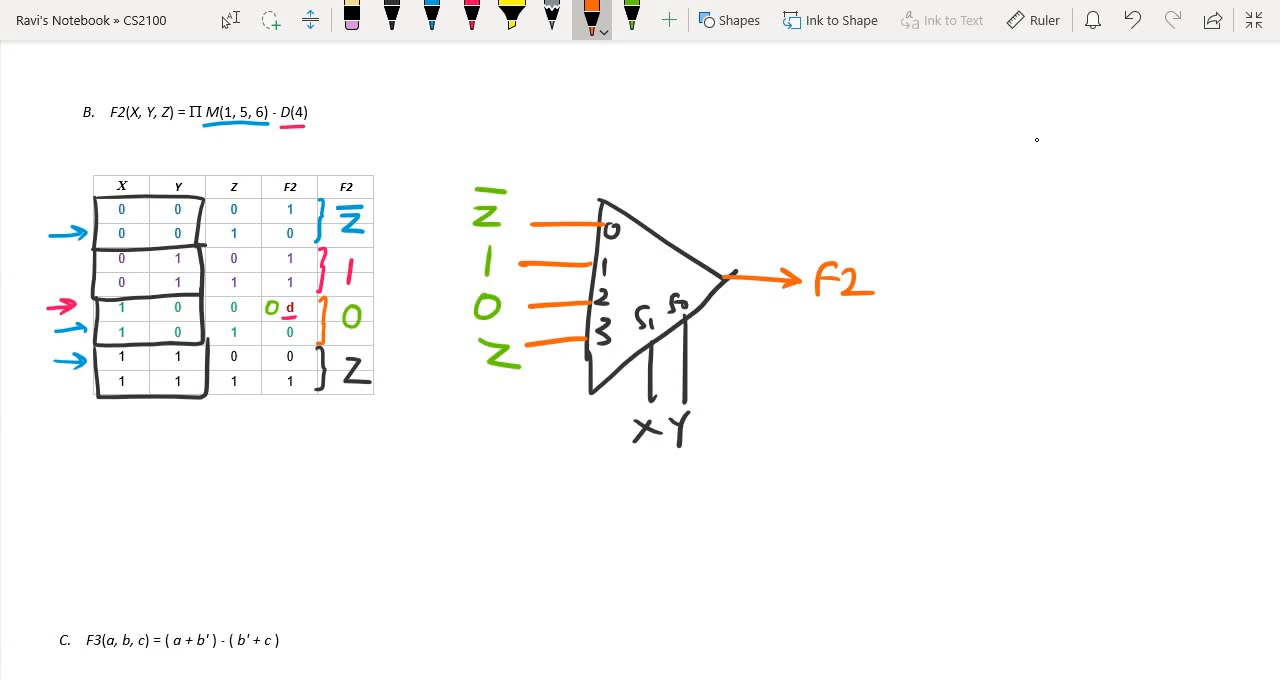 Ravi's Notebook » CS2100
Shapes
Ink to Shape
Ink to Text
Ruler
B. F2(X, Y, Z) = Π M(1, 5, 6) · D(4)
X Y Z F2 F2
0 0 0 1 Z̅
0 0 1 0
0 1 0 1 1
0 1 1 1
1 0 0 0 d 0
1 0 1 0
1 1 0 0 Z
1 1 1 1
Z̅ 0
1 1
0 2
Z 3
S1 S0
F2
X Y
C. F3(a, b, c) = ( a + b' ) · ( b' + c )